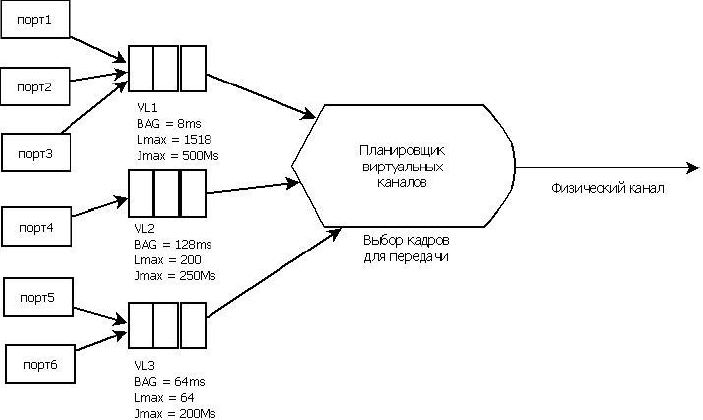 порт1
порт2
порт3
VL1
BAG = 8ms
Lmax = 1518
Jmax = 500Ms
порт4
VL2
BAG = 128ms
Lmax = 200
Jmax = 250Ms
порт5
порт6
VL3
BAG = 64ms
Lmax = 64
Jmax = 200Ms
Планировщик
виртуальных
каналов
Выбор кадров
для передачи
Физический канал